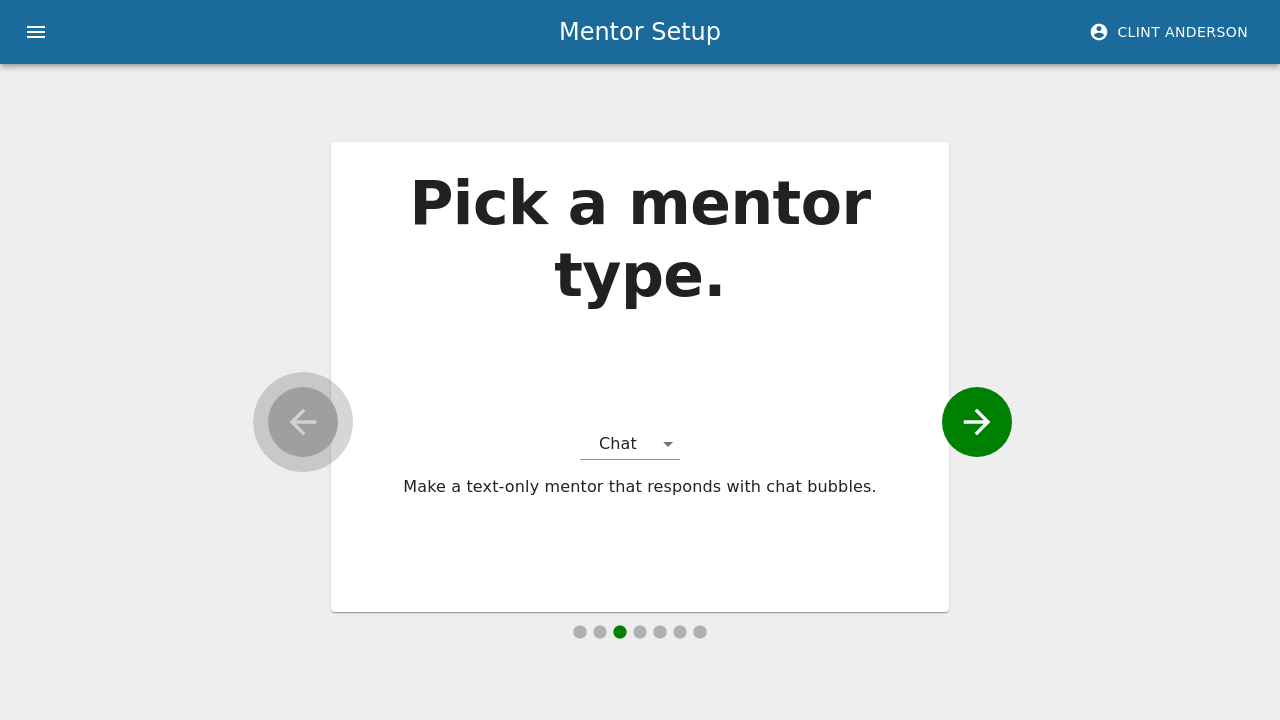 Mentor Setup
CLINT ANDERSON
Pick a mentor
type.
Chat
Make a text-only mentor that responds with chat bubbles.